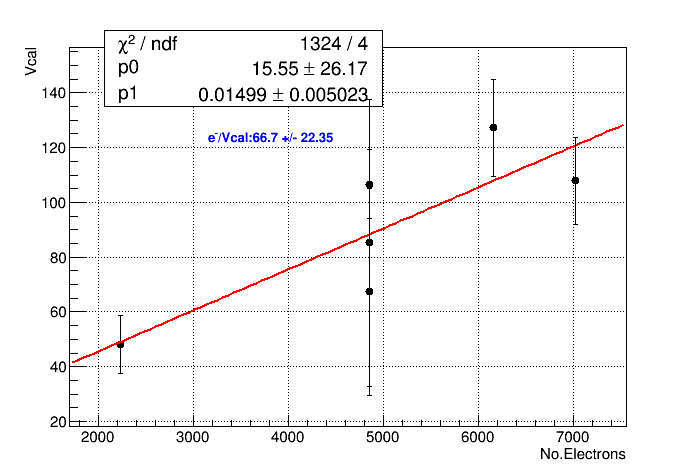 χ² / ndf 1324 / 4
p0 15.55 ± 26.17
p1 0.01499 ± 0.005023
Vcal
e⁻/Vcal:66.7 +/- 22.35
140
120
100
80
60
40
20
2000 3000 4000 5000 6000 7000
No.Electrons